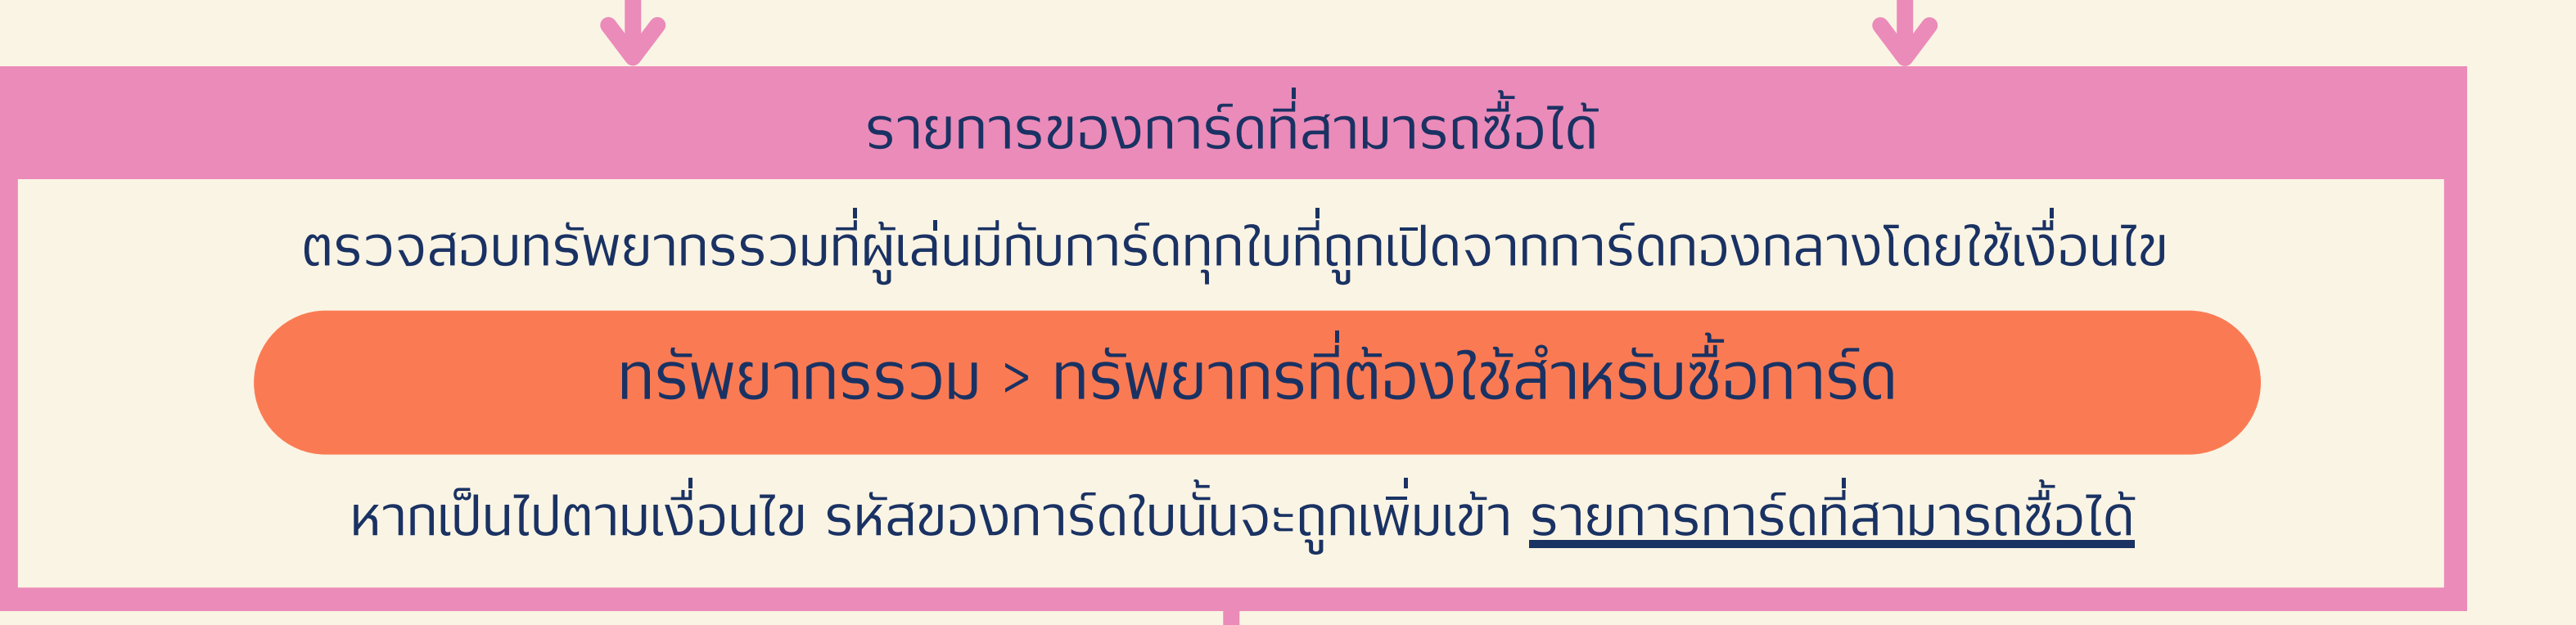 รายการของการ์ดที่สามารถซื้อได้
ตรวจสอบทรัพยากรรวมที่ผู้เล่นมีกับการ์ดทุกใบที่ถูกเปิดจากการ์ดกองกลางโดยใช้เงื่อนไข
ทรัพยากรรวม > ทรัพยากรที่ต้องใช้สำหรับซื้อการ์ด
หากเป็นไปตามเงื่อนไข รหัสของการ์ดใบนั้นจะถูกเพิ่มเข้า รายการการ์ดที่สามารถซื้อได้